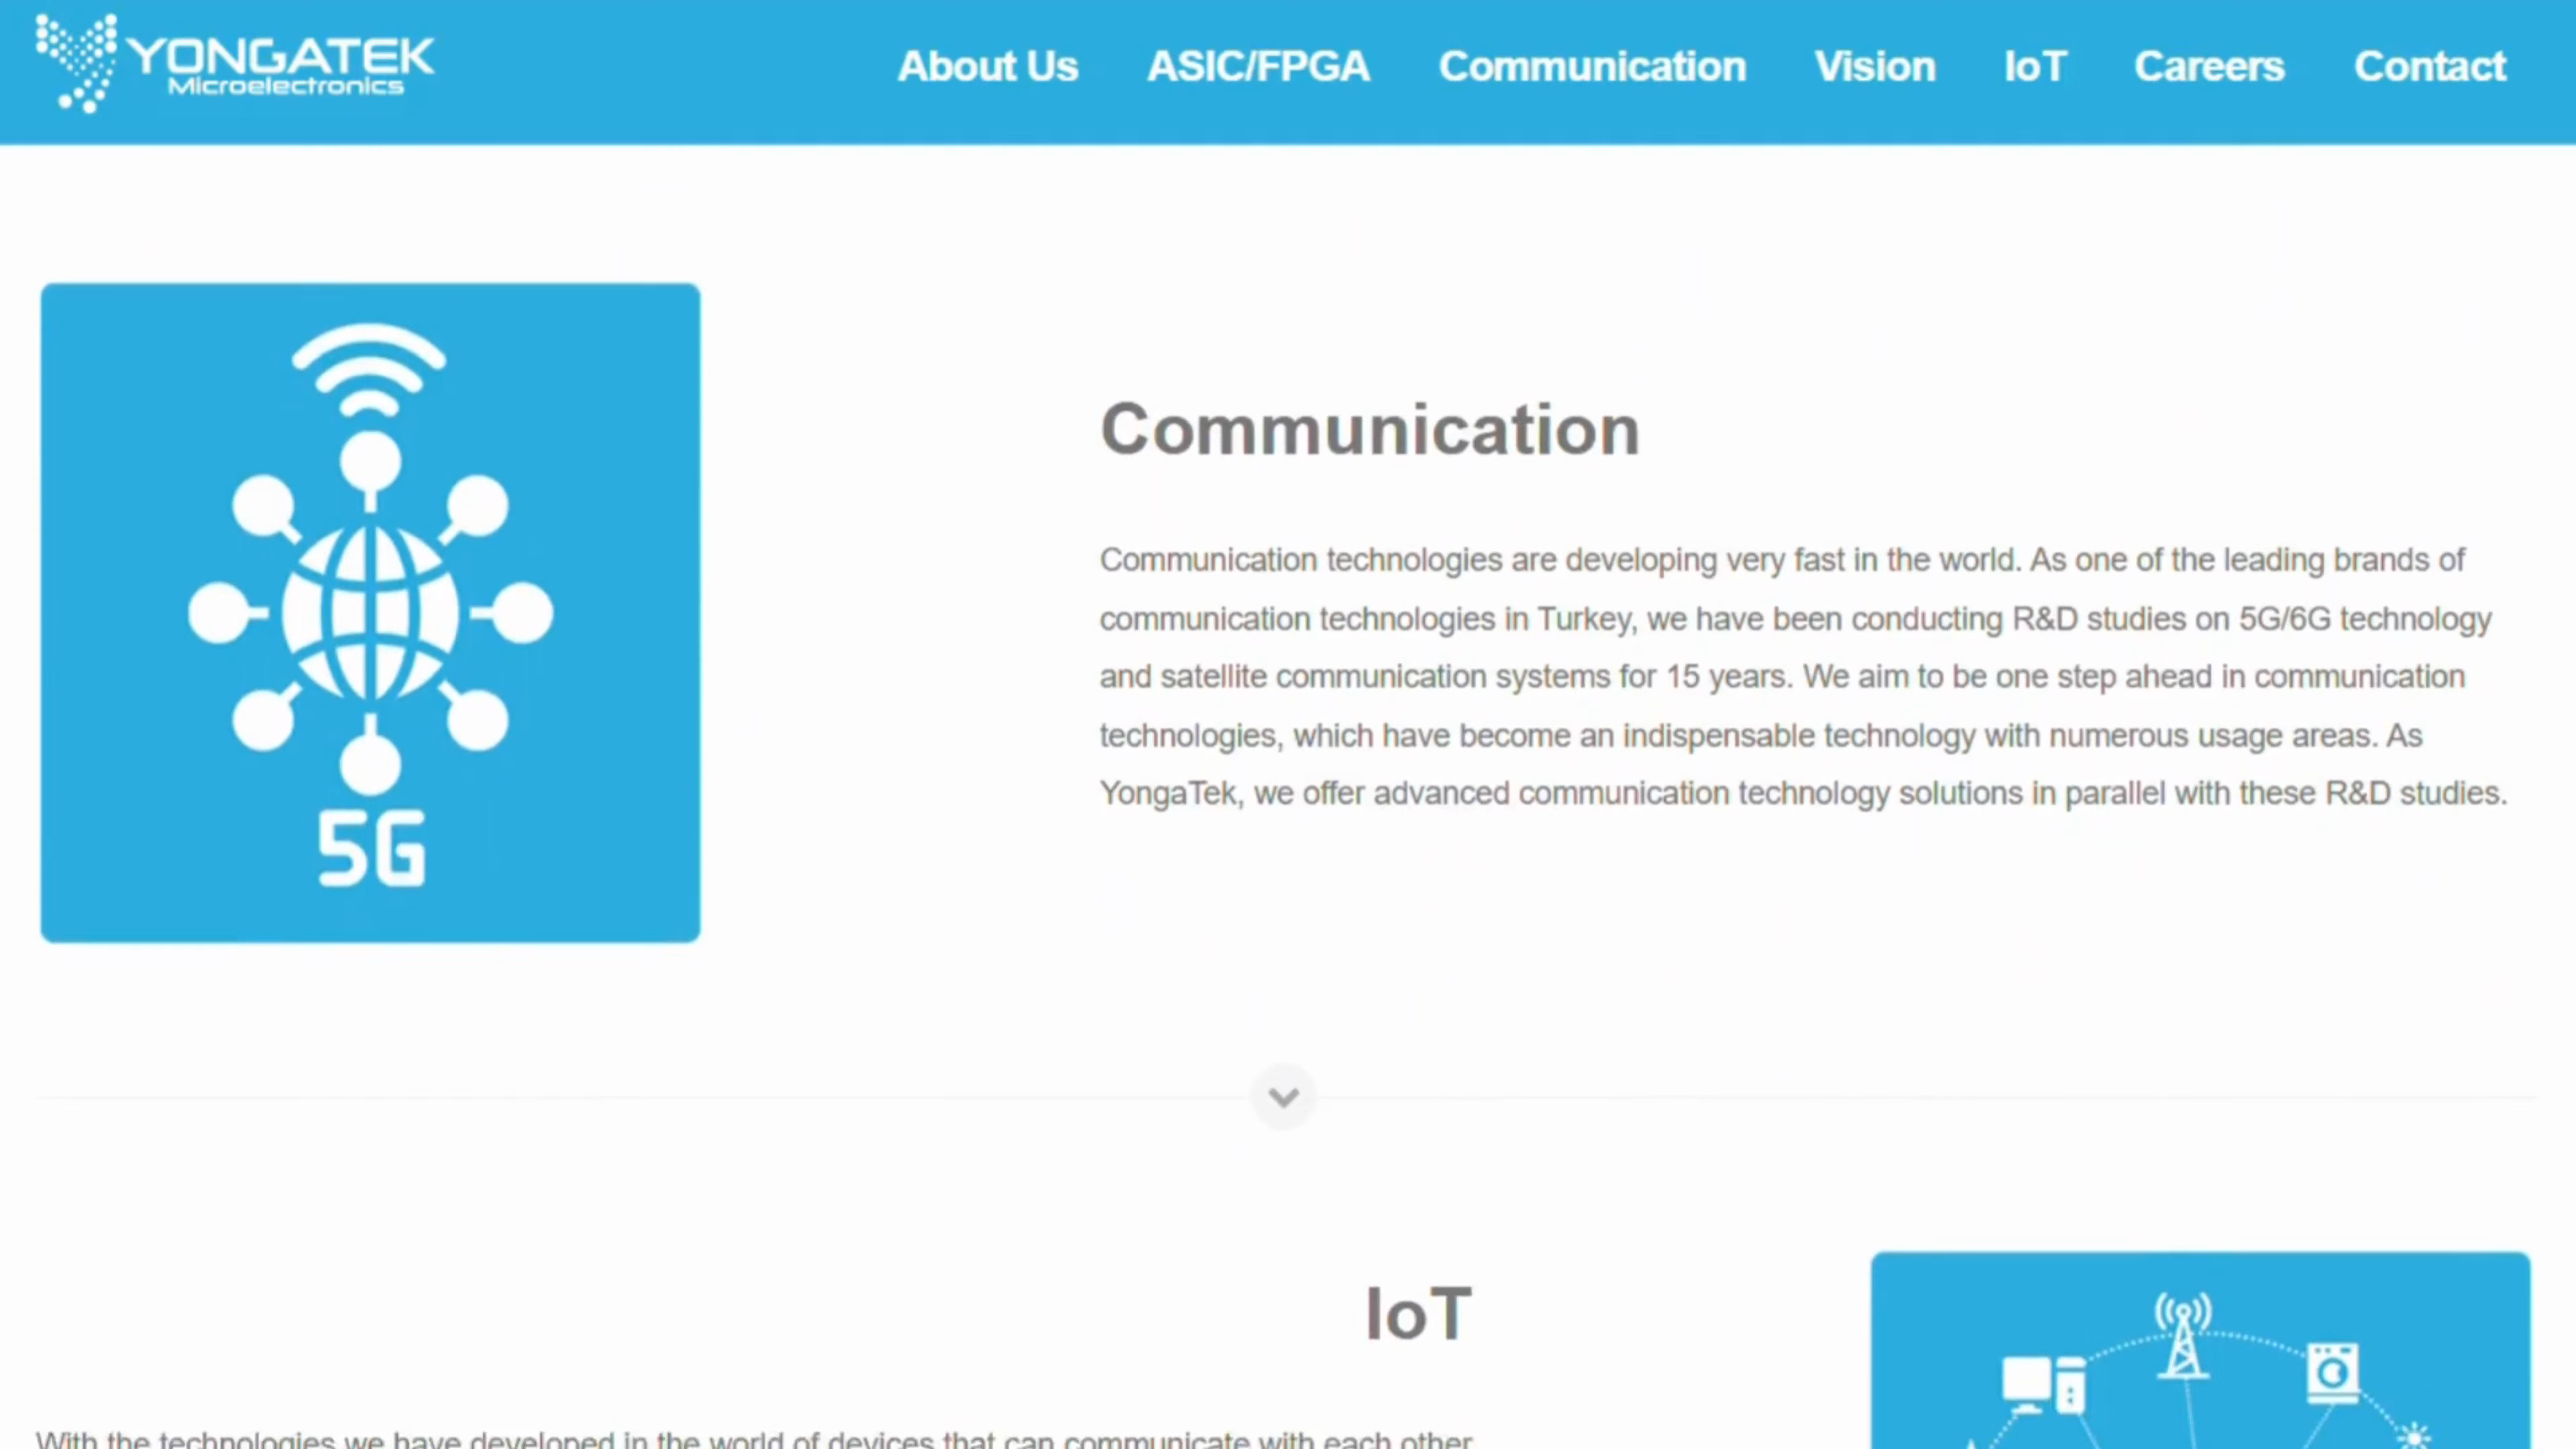 YONGATEK
Microelectronics
About Us ASIC/FPGA Communication Vision IoT Careers Contact
5G
Communication
Communication technologies are developing very fast in the world. As one of the leading brands of
communication technologies in Turkey, we have been conducting R&D studies on 5G/6G technology
and satellite communication systems for 15 years. We aim to be one step ahead in communication
technologies, which have become an indispensable technology with numerous usage areas. As
YongaTek, we offer advanced communication technology solutions in parallel with these R&D studies.
IoT
With the technologies we have developed in the world of devices that can communicate with each other